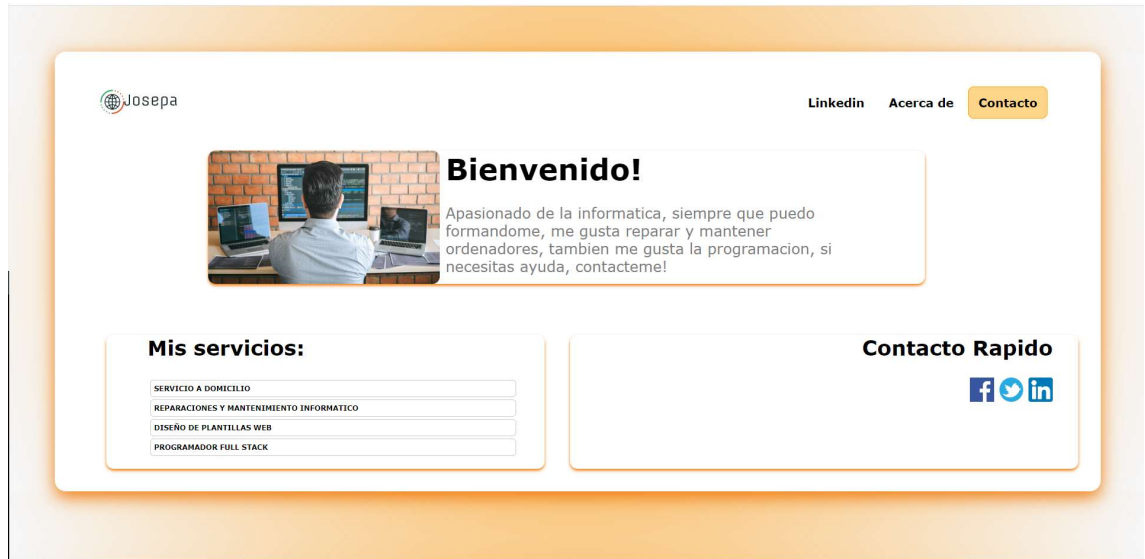 Josepa
Linkedin Acerca de Contacto
Bienvenido!
Apasionado de la informatica, siempre que puedo
formandome, me gusta reparar y mantener
ordenadores, tambien me gusta la programacion, si
necesitas ayuda, contacteme!
Mis servicios:
SERVICIO A DOMICILIO
REPARACIONES Y MANTENIMIENTO INFORMATICO
DISEÑO DE PLANTILLAS WEB
PROGRAMADOR FULL STACK
Contacto Rapido
f in